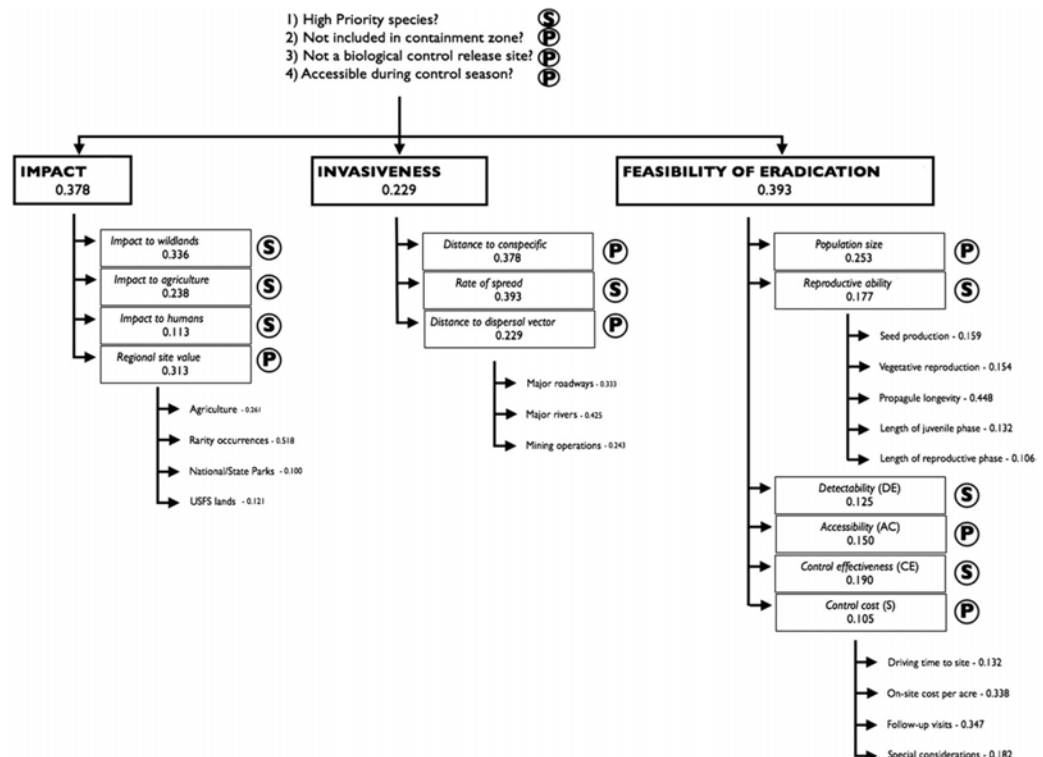 1) High Priority species? S
2) Not included in containment zone? P
3) Not a biological control release site? P
4) Accessible during control season? P
IMPACT
0.378
Impact to wildlands
0.336
S
Impact to agriculture
0.238
S
Impact to humans
0.113
S
Regional site value
0.313
P
Agriculture - 0.261
Rarity occurrences - 0.518
National/State Parks - 0.100
USFS lands - 0.121
INVASIVENESS
0.229
Distance to conspecific
0.378
P
Rate of spread
0.393
S
Distance to dispersal vector
0.229
P
Major roadways - 0.333
Major rivers - 0.425
Mining operations - 0.243
FEASIBILITY OF ERADICATION
0.393
Population size
0.253
P
Reproductive ability
0.177
S
Seed production - 0.159
Vegetative reproduction - 0.154
Propagule longevity - 0.448
Length of juvenile phase - 0.132
Length of reproductive phase - 0.106
Detectability (DE)
0.125
S
Accessibility (AC)
0.150
P
Control effectiveness (CE)
0.190
S
Control cost (S)
0.105
P
Driving time to site - 0.132
On-site cost per acre - 0.338
Follow-up visits - 0.347
Special considerations - 0.182